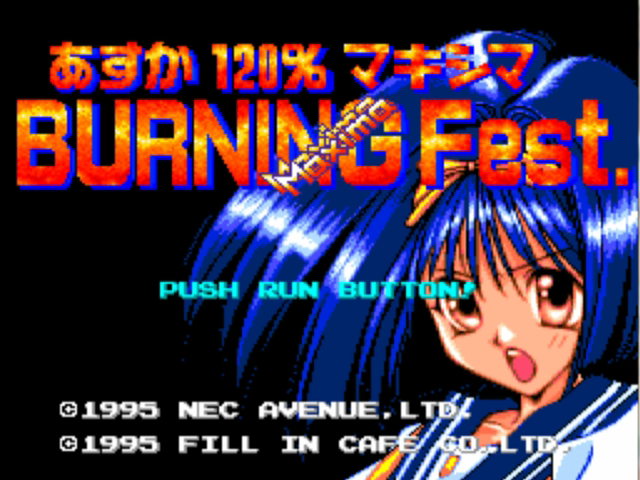 あすか 120% マキシマ
BURNING Fest.
MAXIMA
PUSH RUN BUTTON!
©1995 NEC AVENUE,LTD.
©1995 FILL IN CAFE CO.,LTD.